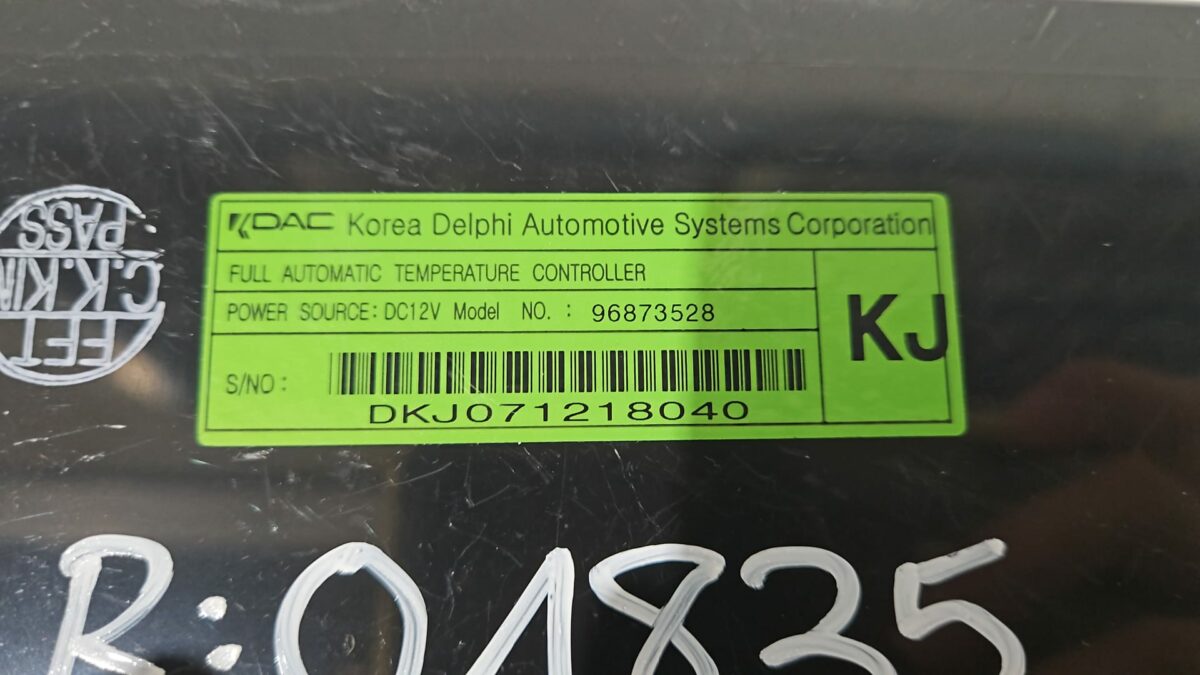 KDAC Korea Delphi Automotive Systems Corporation
FULL AUTOMATIC TEMPERATURE CONTROLLER
POWER SOURCE: DC12V Model NO. : 96873528
KJ
S/NO :
DKJ071218040
PASS
C.K.KIM
R:01835